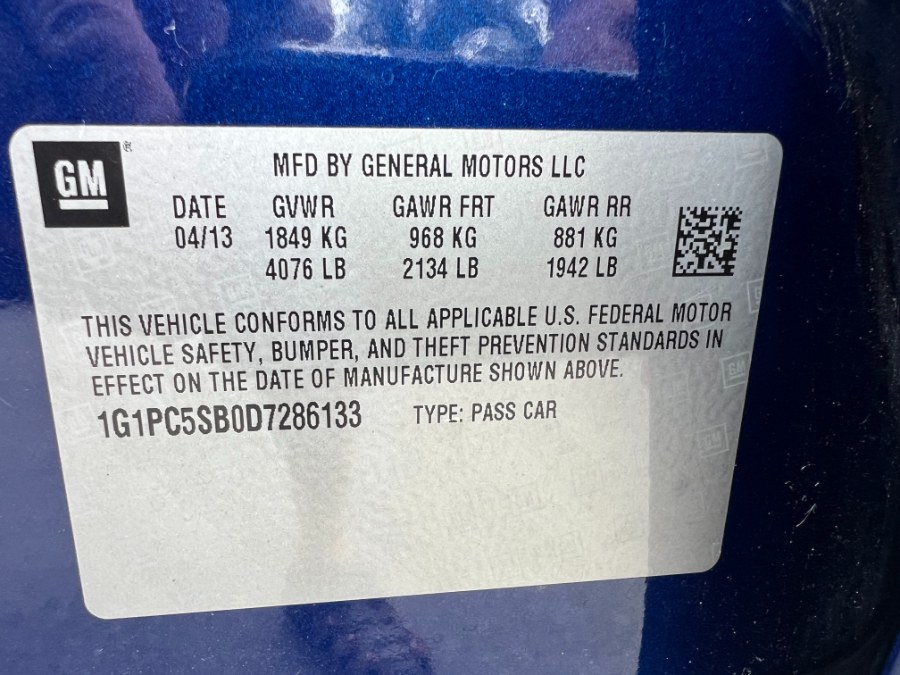 GM ®
MFD BY GENERAL MOTORS LLC
DATE GVWR GAWR FRT GAWR RR
04/13 1849 KG 968 KG 881 KG
4076 LB 2134 LB 1942 LB
THIS VEHICLE CONFORMS TO ALL APPLICABLE U.S. FEDERAL MOTOR
VEHICLE SAFETY, BUMPER, AND THEFT PREVENTION STANDARDS IN
EFFECT ON THE DATE OF MANUFACTURE SHOWN ABOVE.
1G1PC5SB0D7286133 TYPE: PASS CAR